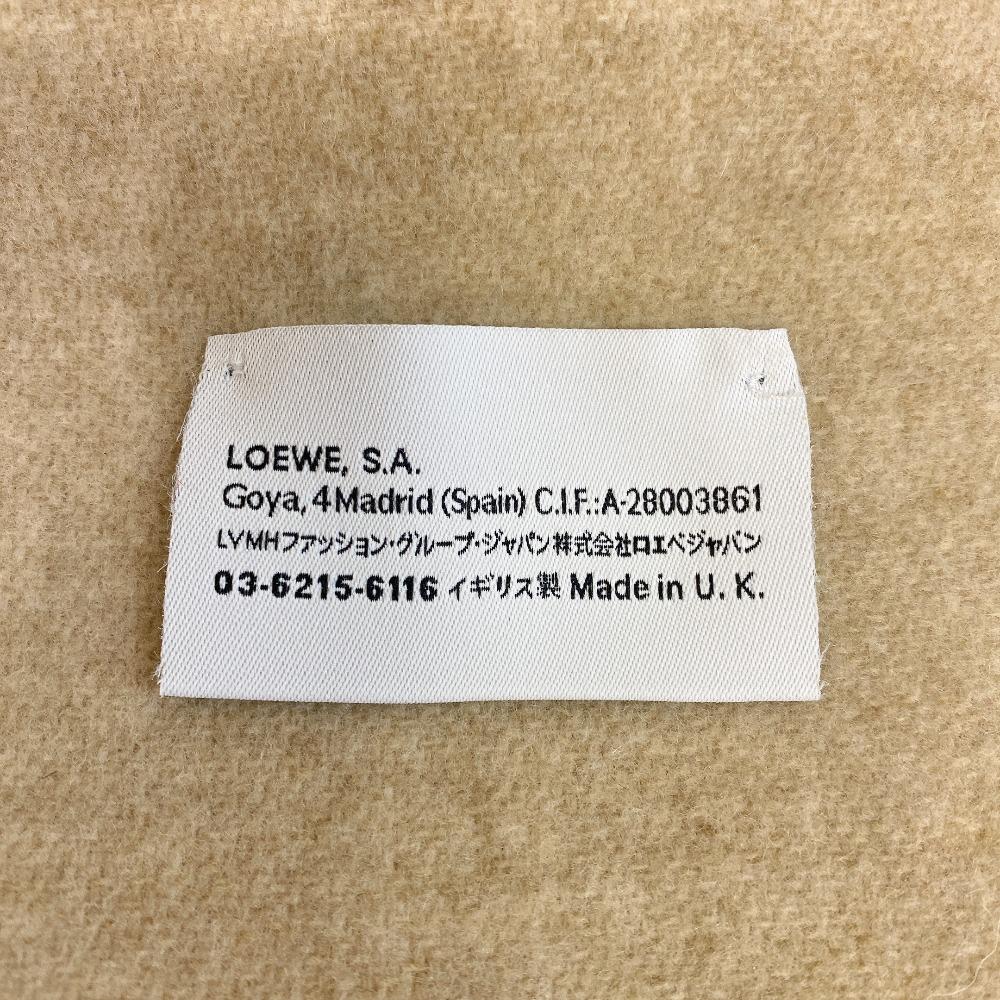 LOEWE, S.A.
Goya, 4 Madrid (Spain) C.I.F.:A-28003861
LVMHファッション・グループ・ジャパン株式会社ロエベジャパン
03-6215-6116 イギリス製 Made in U. K.